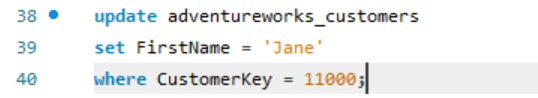 38 update adventureworks_customers
39 set FirstName = 'Jane'
40 where CustomerKey = 11000;